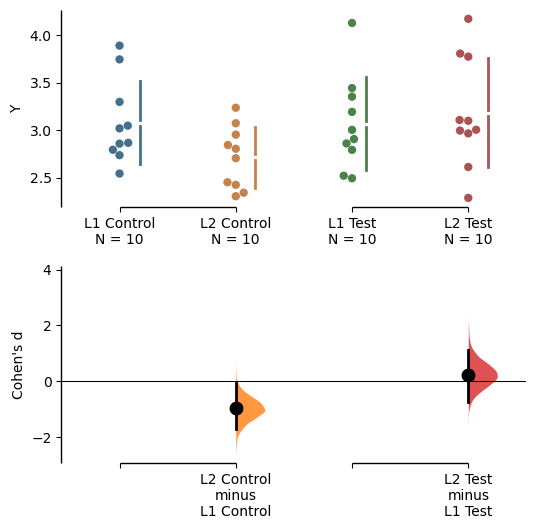 4.0
3.5
3.0
2.5
Y
L1 Control
N = 10
L2 Control
N = 10
L1 Test
N = 10
L2 Test
N = 10
4
2
0
−2
Cohen's d
L2 Control
minus
L1 Control
L2 Test
minus
L1 Test